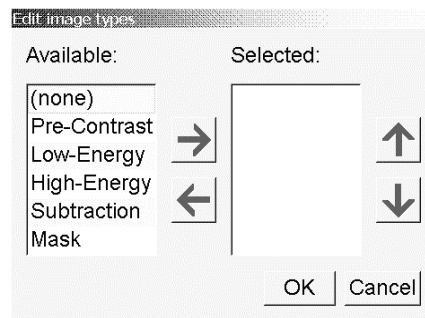 Edit image types
Available:
Selected:
(none)
Pre-Contrast
Low-Energy
High-Energy
Subtraction
Mask
OK
Cancel